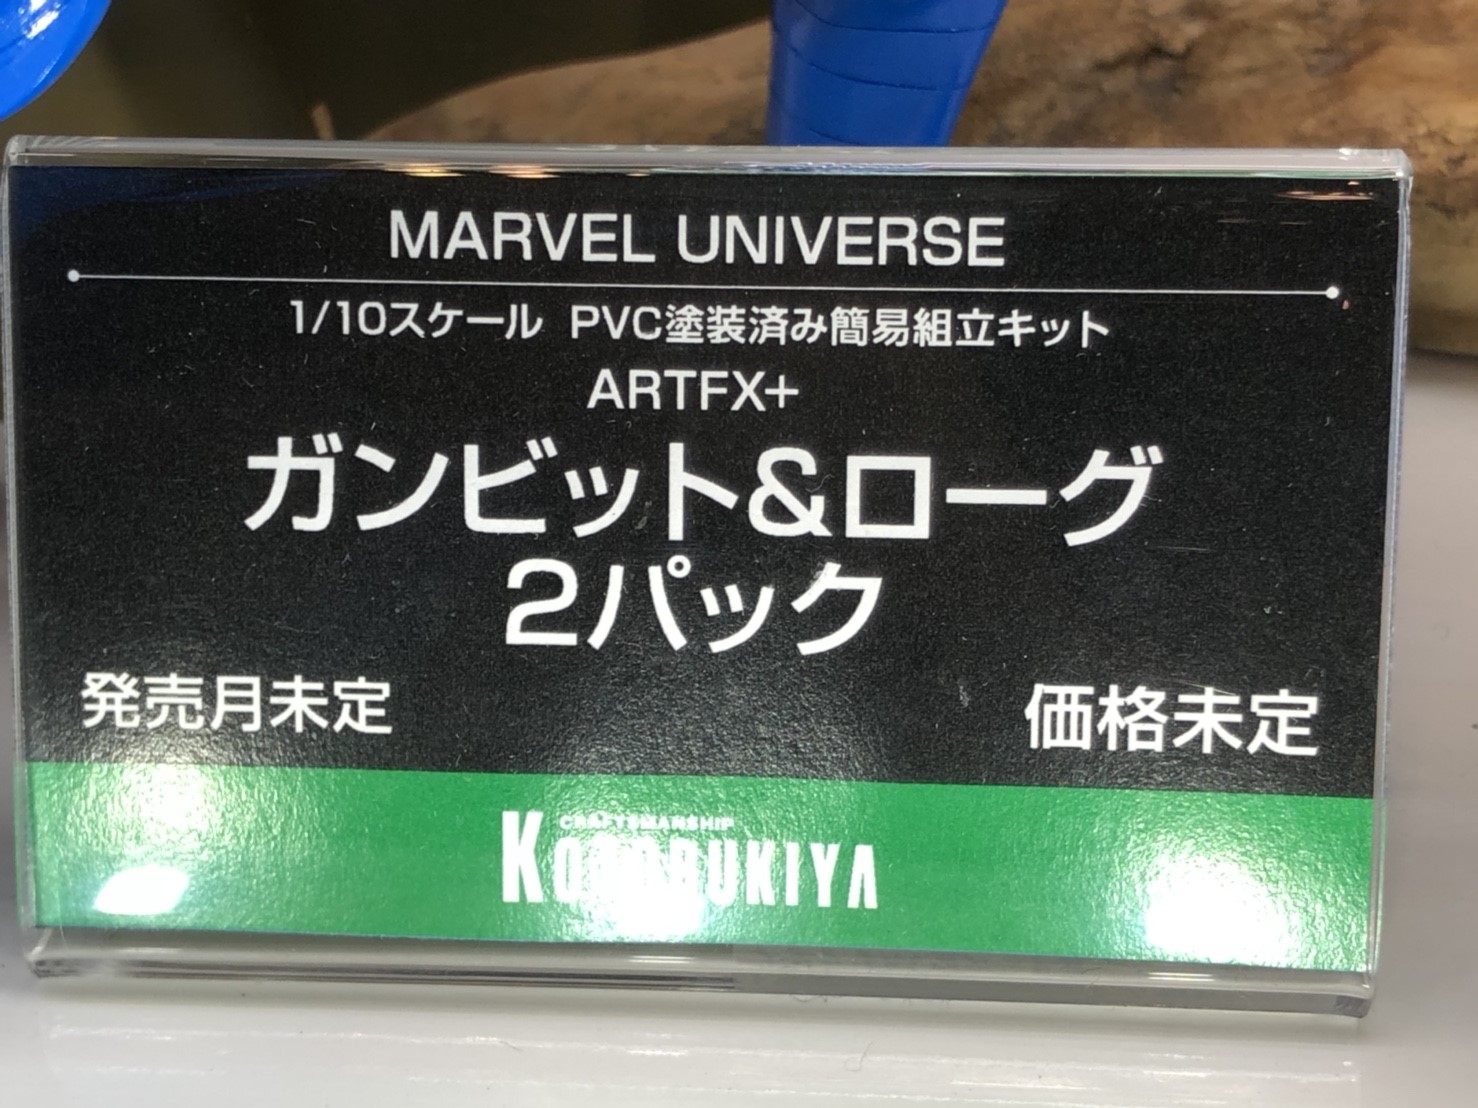 MARVEL UNIVERSE
1/10スケール PVC塗装済み簡易組立キット
ARTFX+
ガンビット&ローグ
2パック
発売月未定 価格未定
CRAFTSMANSHIP
KOTOBUKIYA